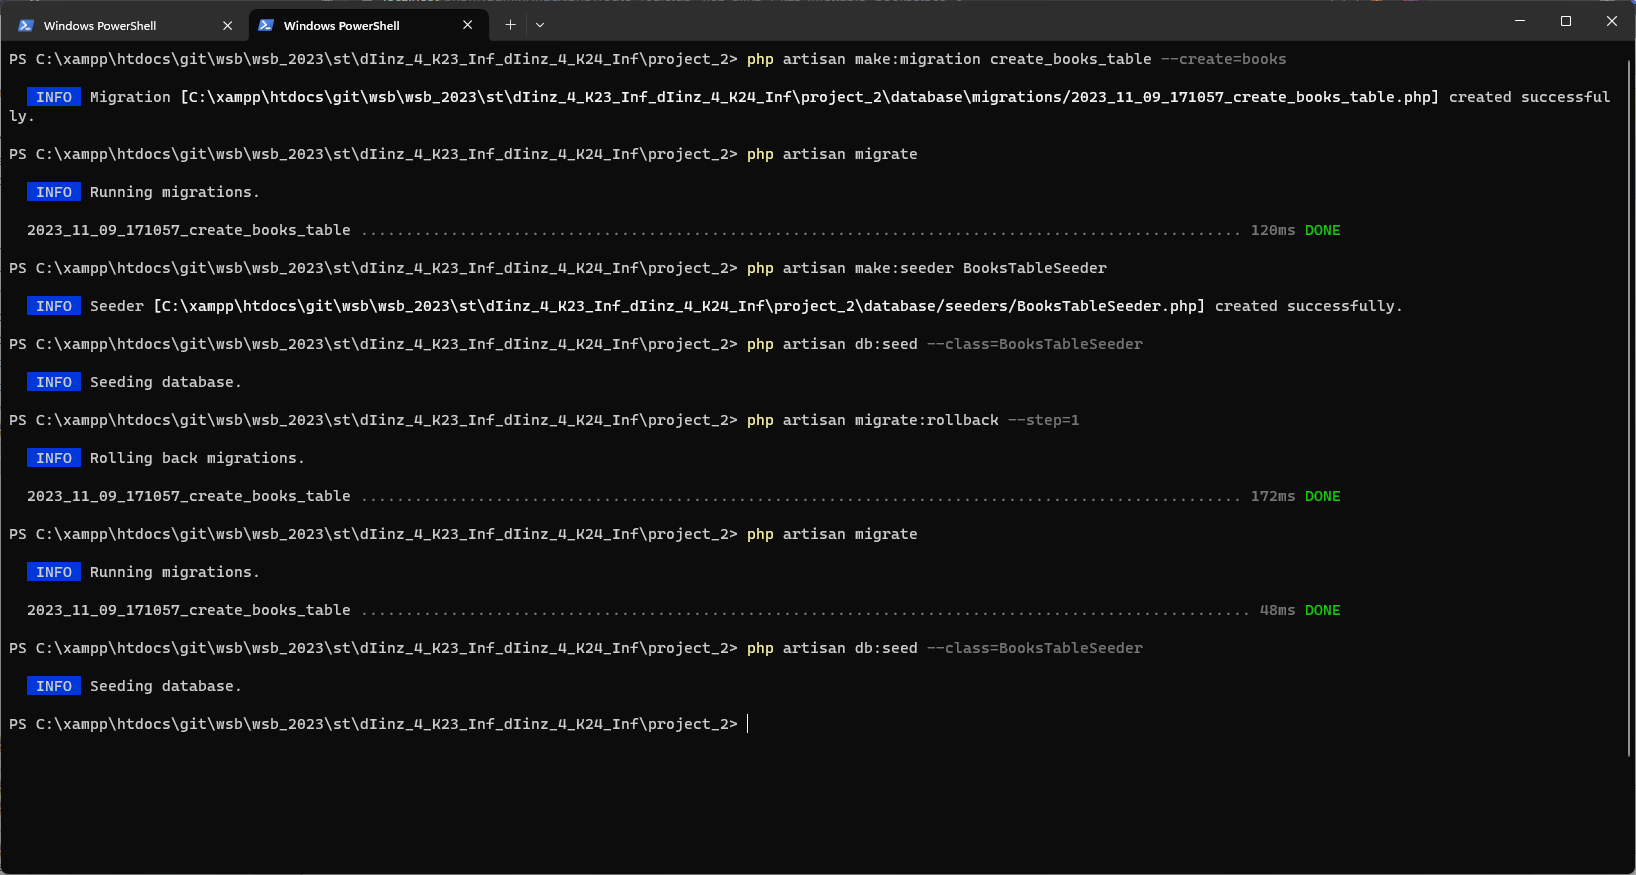 Windows PowerShell
Windows PowerShell
PS C:\xampp\htdocs\git\wsb\wsb_2023\st\dIinz_4_K23_Inf_dIinz_4_K24_Inf\project_2> php artisan make:migration create_books_table --create=books
INFO Migration [C:\xampp\htdocs\git\wsb\wsb_2023\st\dIinz_4_K23_Inf_dIinz_4_K24_Inf\project_2\database\migrations/2023_11_09_171057_create_books_table.php] created successful
ly.
PS C:\xampp\htdocs\git\wsb\wsb_2023\st\dIinz_4_K23_Inf_dIinz_4_K24_Inf\project_2> php artisan migrate
INFO Running migrations.
2023_11_09_171057_create_books_table .................................................................................................. 120ms DONE
PS C:\xampp\htdocs\git\wsb\wsb_2023\st\dIinz_4_K23_Inf_dIinz_4_K24_Inf\project_2> php artisan make:seeder BooksTableSeeder
INFO Seeder [C:\xampp\htdocs\git\wsb\wsb_2023\st\dIinz_4_K23_Inf_dIinz_4_K24_Inf\project_2\database/seeders/BooksTableSeeder.php] created successfully.
PS C:\xampp\htdocs\git\wsb\wsb_2023\st\dIinz_4_K23_Inf_dIinz_4_K24_Inf\project_2> php artisan db:seed --class=BooksTableSeeder
INFO Seeding database.
PS C:\xampp\htdocs\git\wsb\wsb_2023\st\dIinz_4_K23_Inf_dIinz_4_K24_Inf\project_2> php artisan migrate:rollback --step=1
INFO Rolling back migrations.
2023_11_09_171057_create_books_table .................................................................................................. 172ms DONE
PS C:\xampp\htdocs\git\wsb\wsb_2023\st\dIinz_4_K23_Inf_dIinz_4_K24_Inf\project_2> php artisan migrate
INFO Running migrations.
2023_11_09_171057_create_books_table ................................................................................................... 48ms DONE
PS C:\xampp\htdocs\git\wsb\wsb_2023\st\dIinz_4_K23_Inf_dIinz_4_K24_Inf\project_2> php artisan db:seed --class=BooksTableSeeder
INFO Seeding database.
PS C:\xampp\htdocs\git\wsb\wsb_2023\st\dIinz_4_K23_Inf_dIinz_4_K24_Inf\project_2>